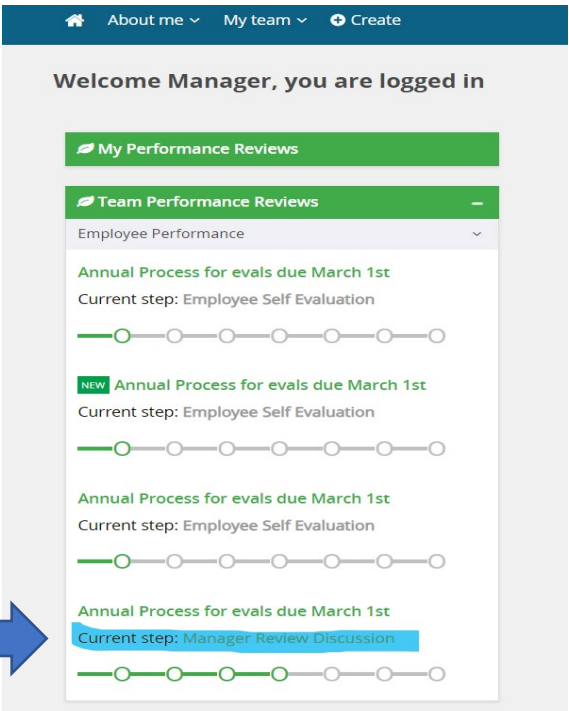 About me My team Create
Welcome Manager, you are logged in
My Performance Reviews
Team Performance Reviews
Employee Performance
Annual Process for evals due March 1st
Current step: Employee Self Evaluation
NEW Annual Process for evals due March 1st
Current step: Employee Self Evaluation
Annual Process for evals due March 1st
Current step: Employee Self Evaluation
Annual Process for evals due March 1st
Current step: Manager Review Discussion